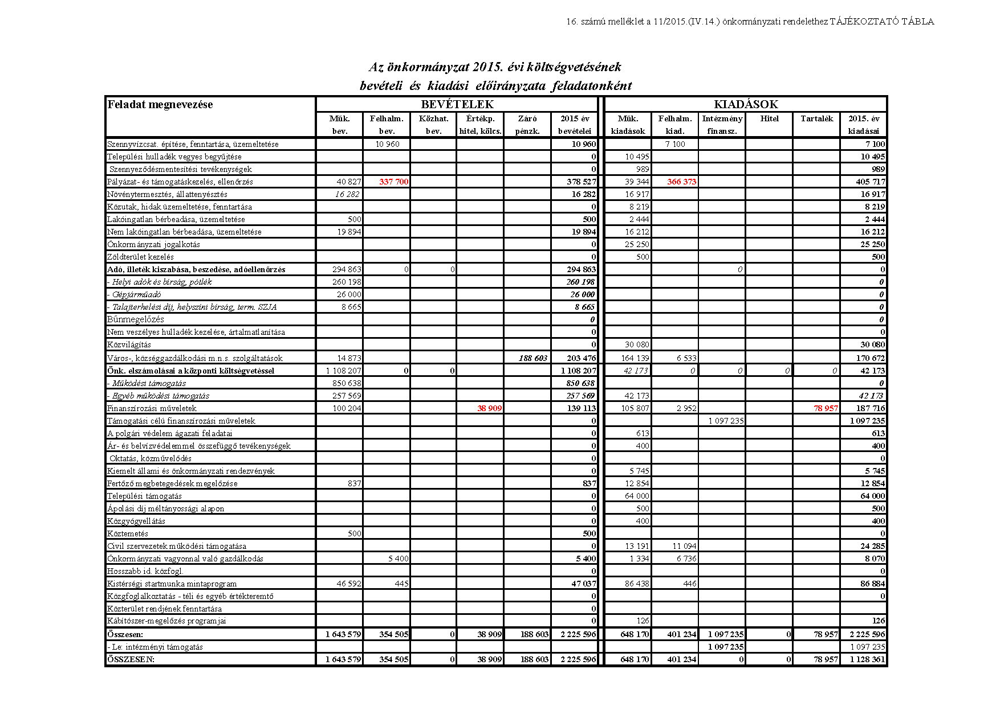 16. számú melléklet a 11/2015.(IV.14.) önkormányzati rendelethez TÁJÉKOZTATÓ TÁBLA
Az önkormányzat 2015. évi költségvetésének
bevételi és kiadási előirányzata feladatonként
Feladat megnevezése BEVÉTELEK KIADÁSOK
Műk. Felhalm. Közhat. Értékp. Záró 2015 év Műk. Felhalm. Intézmény Hitel Tartalék 2015. év
bev. bev. bev. hitel, kölcs. pénzk. bevételei kiadások kiad. finansz. kiadásai
Szennyvízcsat. építése, fenntartása, üzemeltetése 10 960 10 960 7 100 7 100
Települési hulladék vegyes begyűjtése 0 10 495 10 495
Szennyeződésmentesítési tevékenységek 0 989 989
Pályázat- és támogatáskezelés, ellenőrzés 40 827 337 700 378 527 39 344 366 373 405 717
Növénytermesztés, állattenyésztés 16 282 16 282 16 917 16 917
Közutak, hidak üzemeltetése, fenntartása 0 8 219 8 219
Lakóingatlan bérbeadása, üzemeltetése 500 500 2 444 2 444
Nem lakóingatlan bérbeadása, üzemeltetése 19 894 19 894 16 212 16 212
Önkormányzati jogalkotás 0 25 250 25 250
Zöldterület kezelés 0 500 500
Adó, illeték kiszabása, beszedése, adóellenőrzés 294 863 0 0 294 863 0 0
- Helyi adók és bírság, pótlék 260 198 260 198 0
- Gépjárműadó 26 000 26 000 0
- Talajterhelési díj, helyszíni bírság, term. SZJA 8 665 8 665 0
Bűnmegelőzés 0 0
Nem veszélyes hulladék kezelése, ártalmatlanítása 0 0
Közvilágítás 0 30 080 30 080
Város-, községgazdálkodási m.n.s. szolgáltatások 14 873 188 603 203 476 164 139 6 533 170 672
Önk. elszámolásai a központi költségvetéssel 1 108 207 0 0 1 108 207 42 173 0 0 0 0 42 173
- Működési támogatás 850 638 850 638 0
- Egyéb működési támogatás 257 569 257 569 42 173 42 173
Finanszírozási műveletek 100 204 38 909 139 113 105 807 2 952 78 957 187 716
Támogatási célú finanszírozási műveletek 0 1 097 235 1 097 235
A polgári védelem ágazati feladatai 0 613 613
Ár- és belvízvédelemmel összefüggő tevékenységek 0 400 400
Oktatás, közművelődés 0 0
Kiemelt állami és önkormányzati rendezvények 0 5 745 5 745
Fertőző megbetegedések megelőzése 837 837 12 854 12 854
Települési támogatás 0 64 000 64 000
Ápolási díj méltányossági alapon 0 500 500
Közgyógyellátás 0 400 400
Köztemetés 500 500 0
Civil szervezetek működési támogatása 0 13 191 11 094 24 285
Önkormányzati vagyonnal való gazdálkodás 5 400 5 400 1 334 6 736 8 070
Hosszabb id. közfogl. 0 0
Kistérségi startmunka mintaprogram 46 592 445 47 037 86 438 446 86 884
Közgfoglalkoztatás - téli és egyéb értékteremtő 0 0
Közterület rendjének fenntartása 0
Kábítószer-megelőzés programjai 0 126 126
Összesen: 1 643 579 354 505 0 38 909 188 603 2 225 596 648 170 401 234 1 097 235 0 78 957 2 225 596
- Le: intézményi támogatás 1 097 235 1 097 235
ÖSSZESEN: 1 643 579 354 505 0 38 909 188 603 2 225 596 648 170 401 234 0 0 78 957 1 128 361